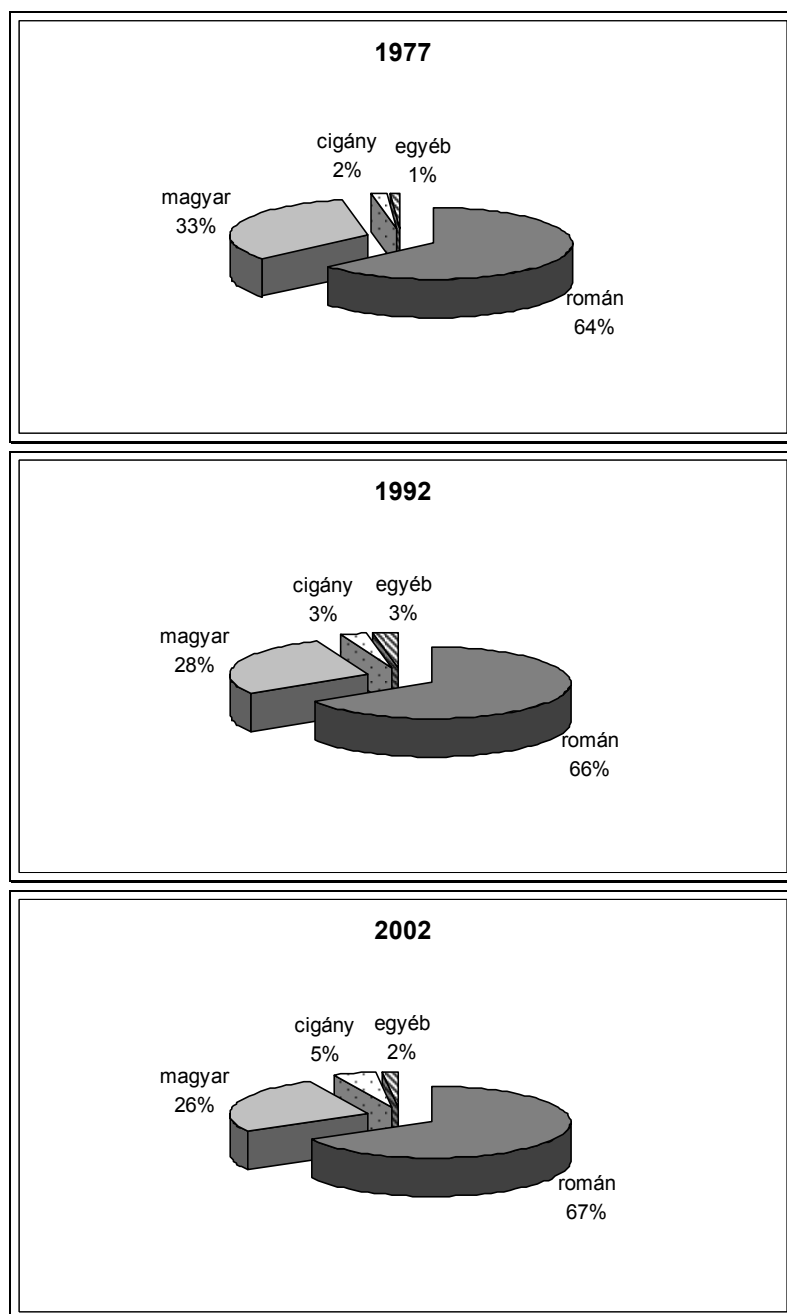 1977
cigány
2%
egyéb
1%
magyar
33%
román
64%
1992
cigány
3%
egyéb
3%
magyar
28%
román
66%
2002
cigány
5%
egyéb
2%
magyar
26%
román
67%